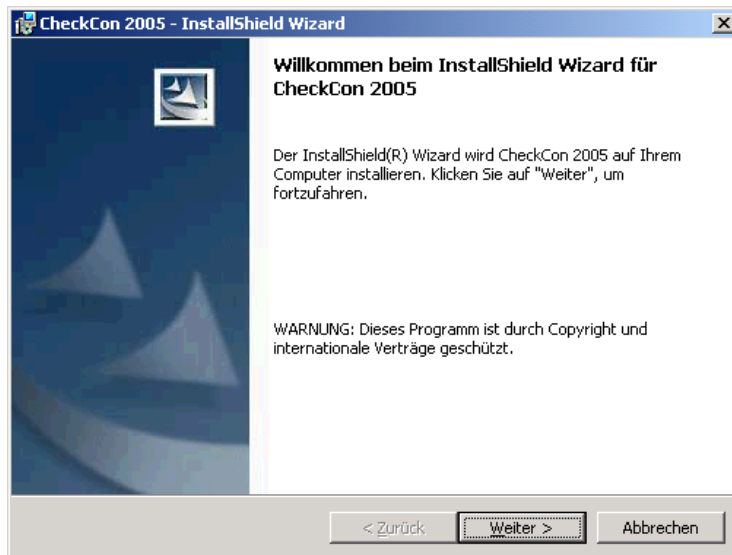 CheckCon 2005 - InstallShield Wizard
Willkommen beim InstallShield Wizard für
CheckCon 2005
Der InstallShield(R) Wizard wird CheckCon 2005 auf Ihrem
Computer installieren. Klicken Sie auf "Weiter", um
fortzufahren.
WARNUNG: Dieses Programm ist durch Copyright und
internationale Verträge geschützt.
< Zurück
Weiter >
Abbrechen